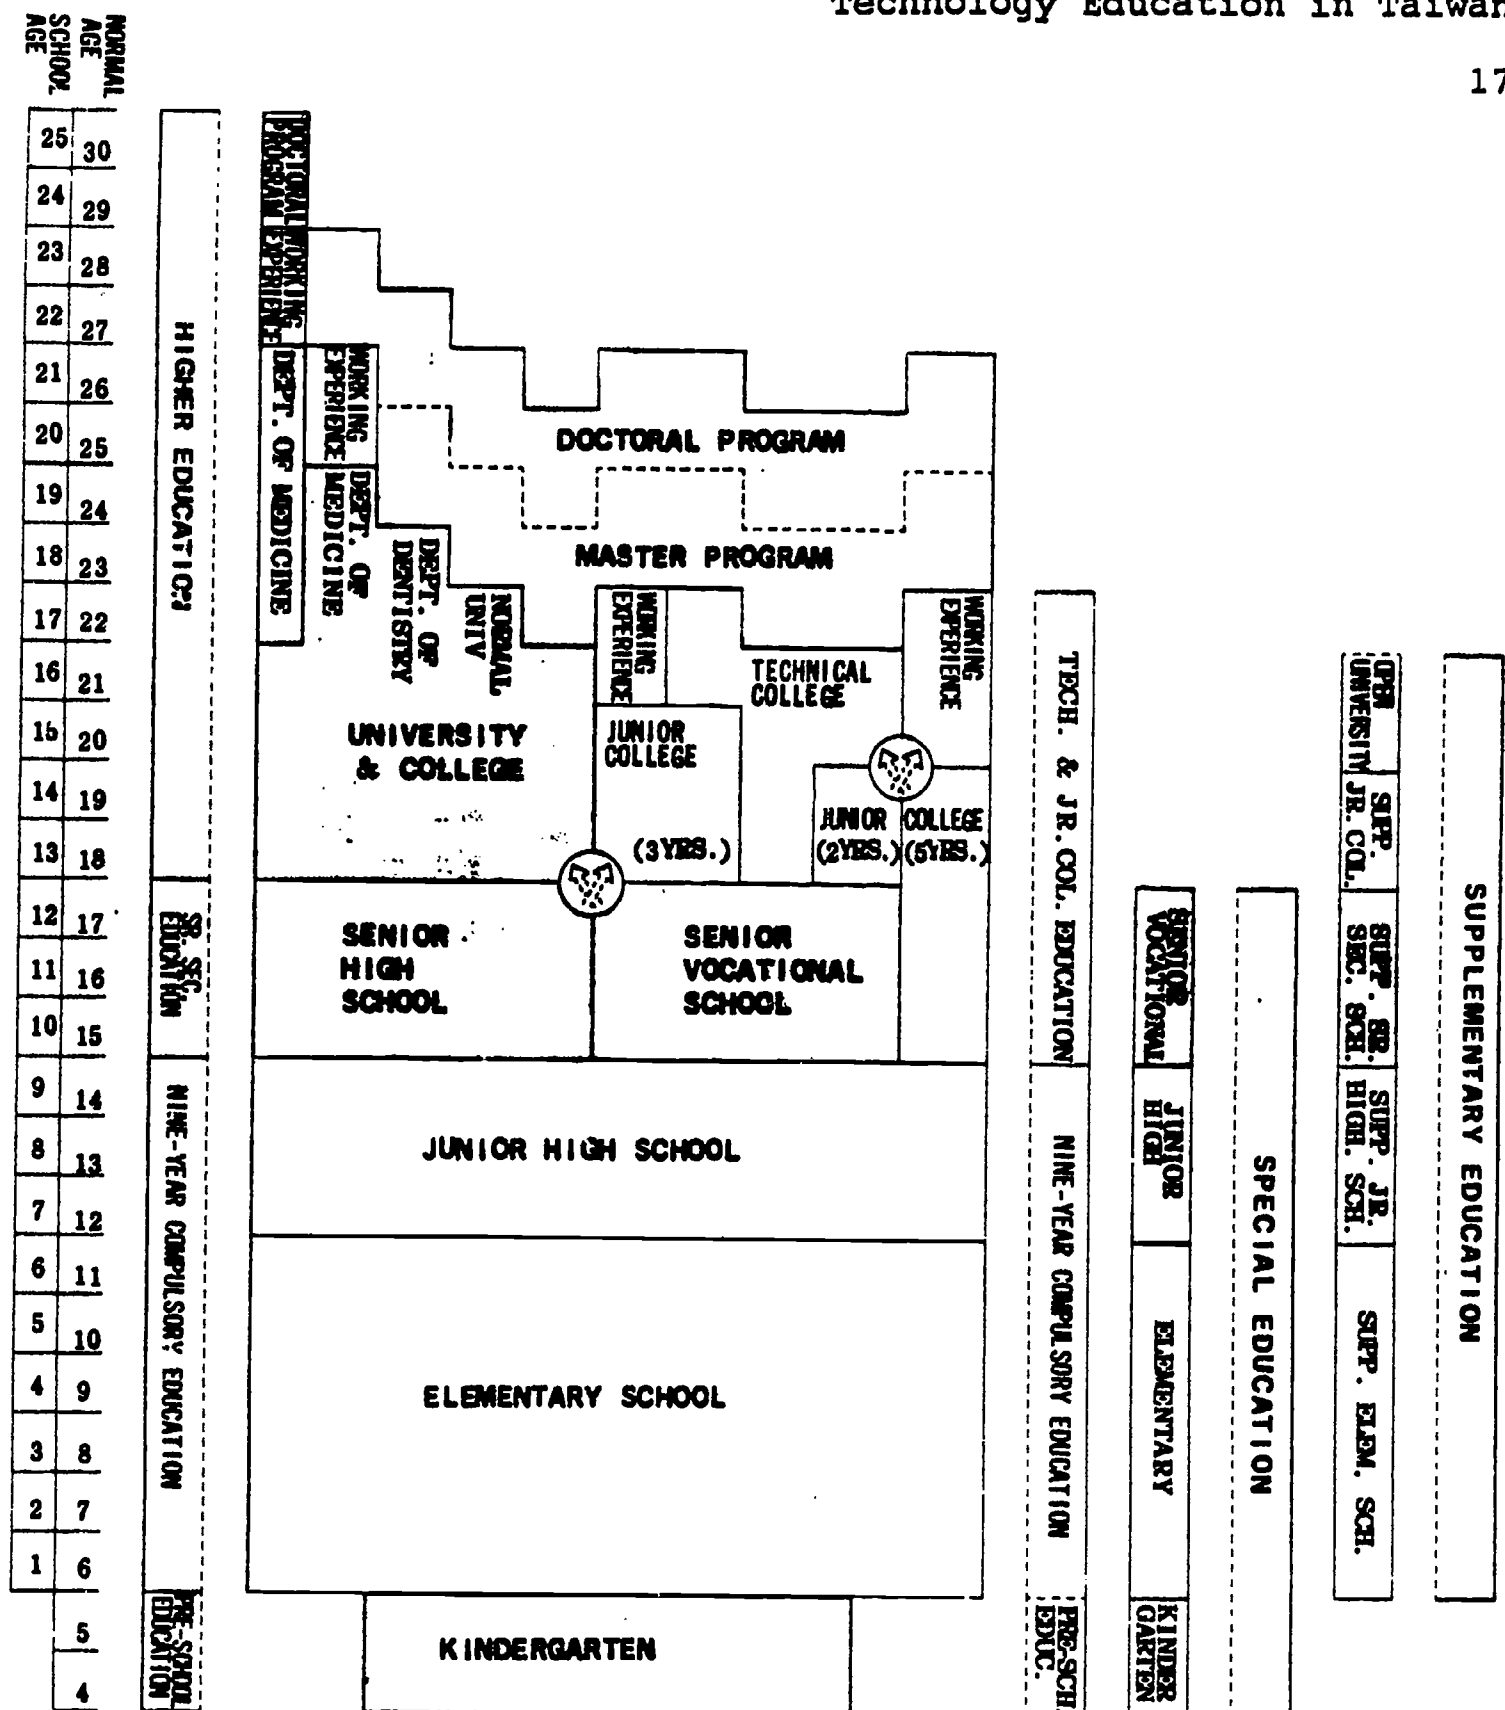 Technology Education in Taiwan
17
NORMAL
AGE
SCHOOL
AGE
25 30
24 29
23 28
22 27
21 26
20 25
19 24
18 23
17 22
16 21
15 20
14 19
13 18
12 17
11 16
10 15
9 14
8 13
7 12
6 11
5 10
4 9
3 8
2 7
1 6
5
4
HIGHER EDUCATION
SR. SEC.
EDUCATION
NINE-YEAR COMPULSORY EDUCATION
PRE-SCHOOL
EDUCATION
DOCTORAL
PROGRAM
WORKING
EXPERIENCE
DEPT. OF MEDICINE
WORKING
EXPERIENCE
DEPT. OF
MEDICINE
DEPT. OF
DENTISTRY
NORMAL
UNIV
DOCTORAL PROGRAM
MASTER PROGRAM
WORKING
EXPERIENCE
WORKING
EXPERIENCE
TECHNICAL
COLLEGE
UNIVERSITY
& COLLEGE
JUNIOR
COLLEGE
(3YRS.)
JUNIOR COLLEGE
(2YRS.) (5YRS.)
SENIOR
HIGH
SCHOOL
SENIOR
VOCATIONAL
SCHOOL
JUNIOR HIGH SCHOOL
ELEMENTARY SCHOOL
KINDERGARTEN
TECH. & JR. COL. EDUCATION
NINE-YEAR COMPULSORY EDUCATION
PRE-SCH.
EDUC.
SENIOR
VOCATIONAL
JUNIOR
HIGH
ELEMENTARY
KINDER
GARTEN
SPECIAL EDUCATION
OPEN
UNIVERSITY
SUPP.
JR. COL.
SUPP. SR.
SEC. SCH.
SUPP. JR.
HIGH. SCH.
SUPP. ELEM. SCH.
SUPPLEMENTARY EDUCATION